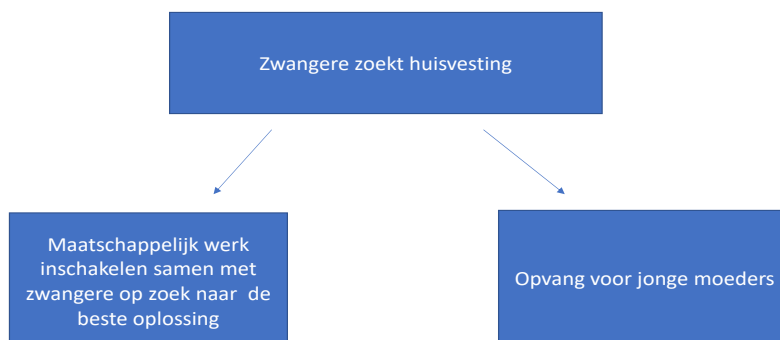 Zwangere zoekt huisvesting
Maatschappelijk werk
inschakelen samen met
zwangere op zoek naar  de
beste oplossing
Opvang voor jonge moeders